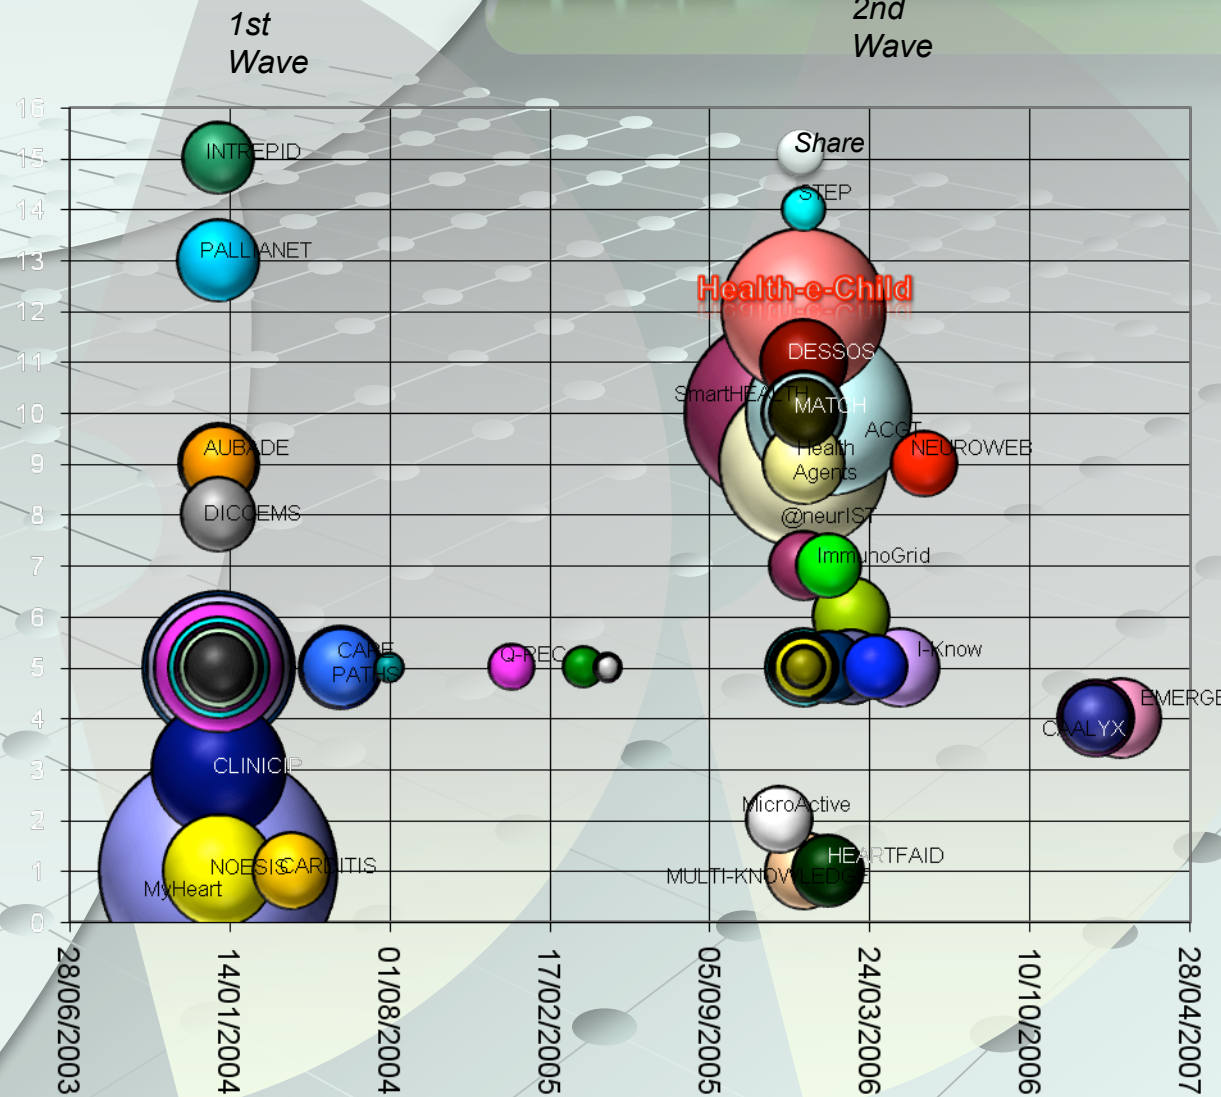 1st
Wave
2nd
Wave
16
15
14
13
12
11
10
9
8
7
6
5
4
3
2
1
0
INTREPID
PALLIANET
AUBADE
DICOEMS
CARE
PATHS
CLINICIP
NOESIS
CARDITIS
MyHeart
Q-REC
Share
STEP
Health-e-Child
DESSOS
SmartHEALTH
MATCH
ACGT
NEUROWEB
Health
Agents
@neurIST
ImmunoGrid
I-Know
EMERGE
CAALYX
MicroActive
HEARTFAID
MULTI-KNOWLEDGE
28/06/2003
14/01/2004
01/08/2004
17/02/2005
05/09/2005
24/03/2006
10/10/2006
28/04/2007